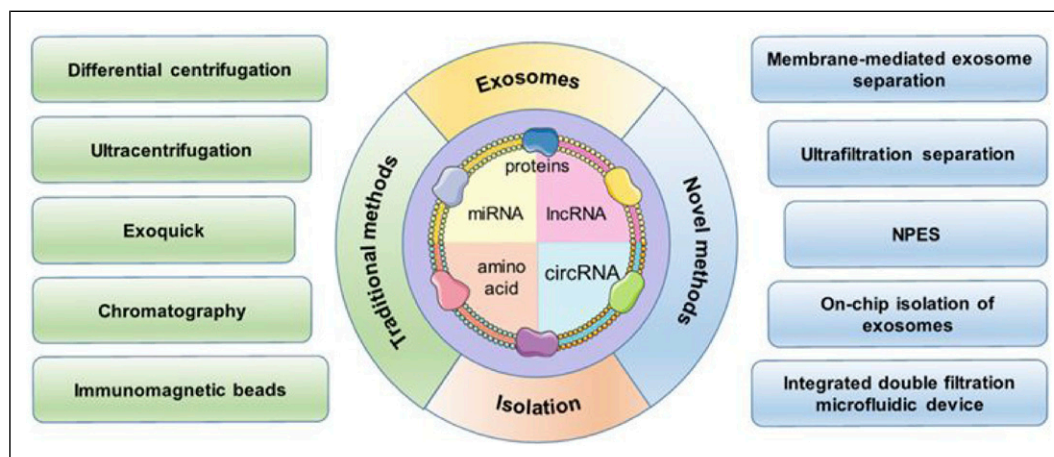 Differential centrifugation
Ultracentrifugation
Exoquick
Chromatography
Immunomagnetic beads
Exosomes
Traditional methods
proteins
miRNA
lncRNA
amino
acid
circRNA
Novel methods
Isolation
Membrane-mediated exosome
separation
Ultrafiltration separation
NPES
On-chip isolation of
exosomes
Integrated double filtration
microfluidic device